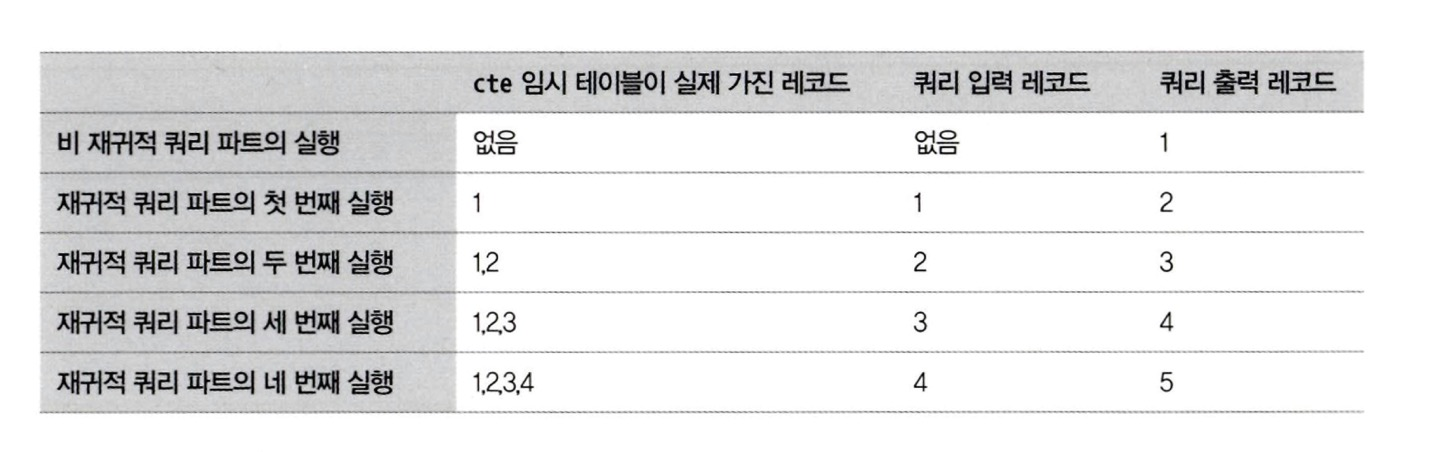 cte 임시 테이블이 실제 가진 레코드 쿼리 입력 레코드 쿼리 출력 레코드
비 재귀적 쿼리 파트의 실행 없음 없음 1
재귀적 쿼리 파트의 첫 번째 실행 1 1 2
재귀적 쿼리 파트의 두 번째 실행 1,2 2 3
재귀적 쿼리 파트의 세 번째 실행 1,2,3 3 4
재귀적 쿼리 파트의 네 번째 실행 1,2,3,4 4 5